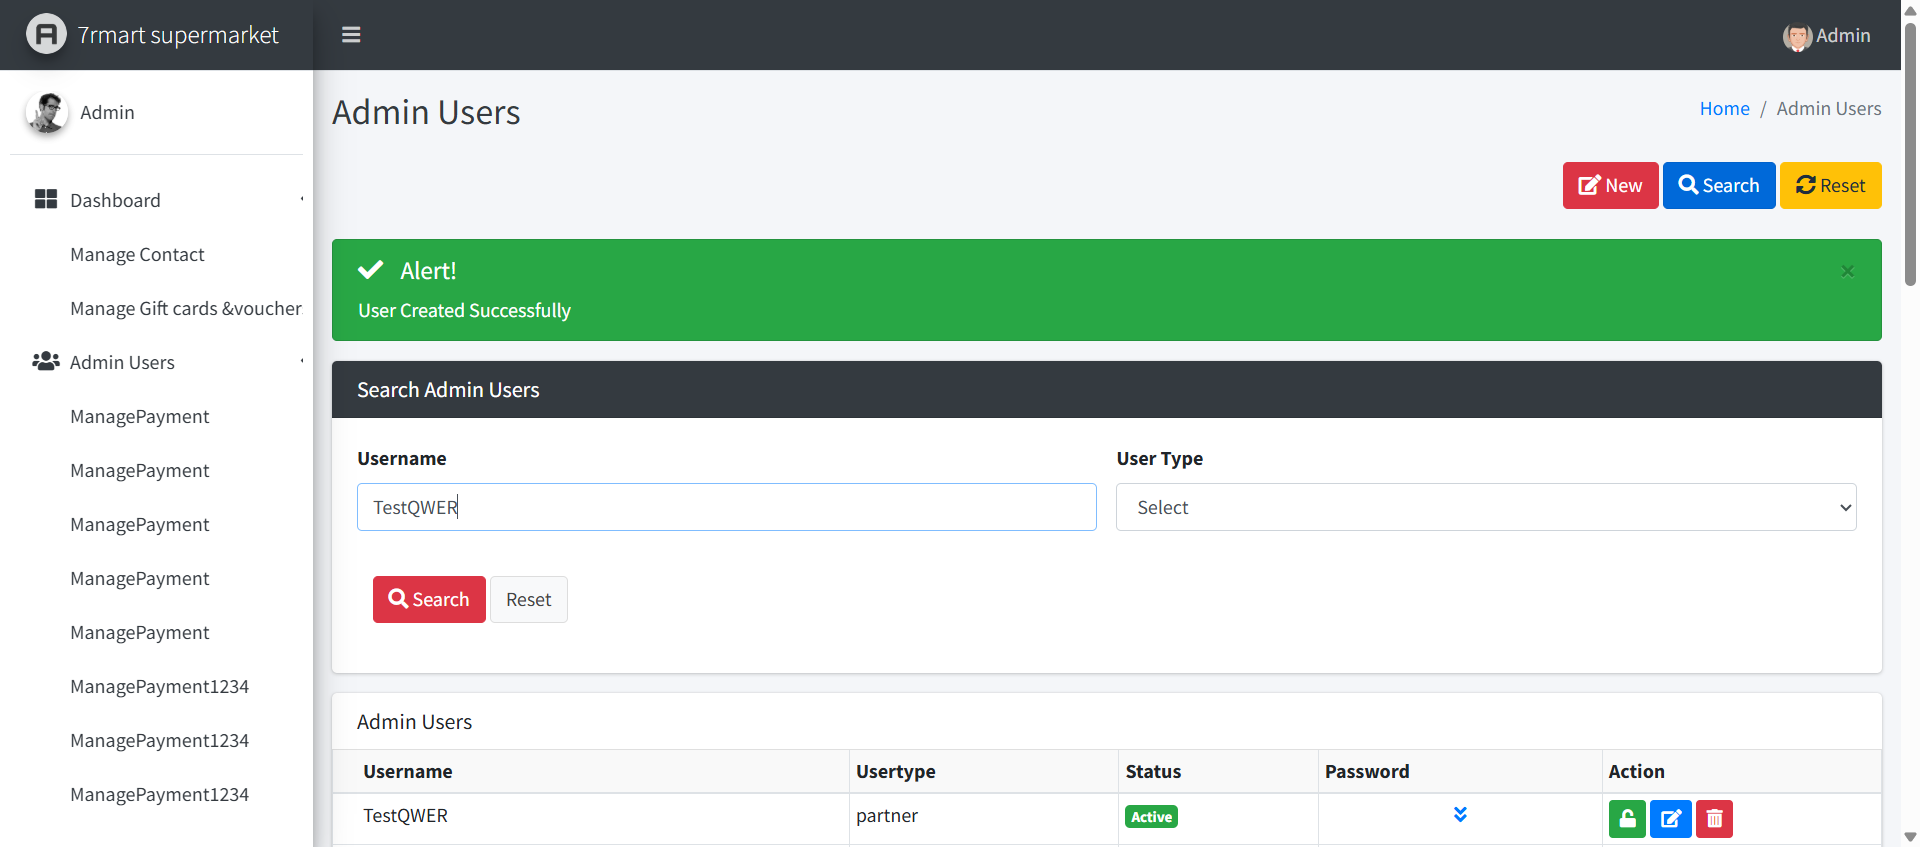 7rmart supermarket
Admin
Admin
Dashboard
Manage Contact
Manage Gift cards &voucher
Admin Users
ManagePayment
ManagePayment
ManagePayment
ManagePayment
ManagePayment
ManagePayment1234
ManagePayment1234
ManagePayment1234
Admin Users
Home / Admin Users
New Search Reset
Alert!
×
User Created Successfully
Search Admin Users
Username User Type
TestQWER Select
Search Reset
Admin Users
Username Usertype Status Password Action
TestQWER partner Active